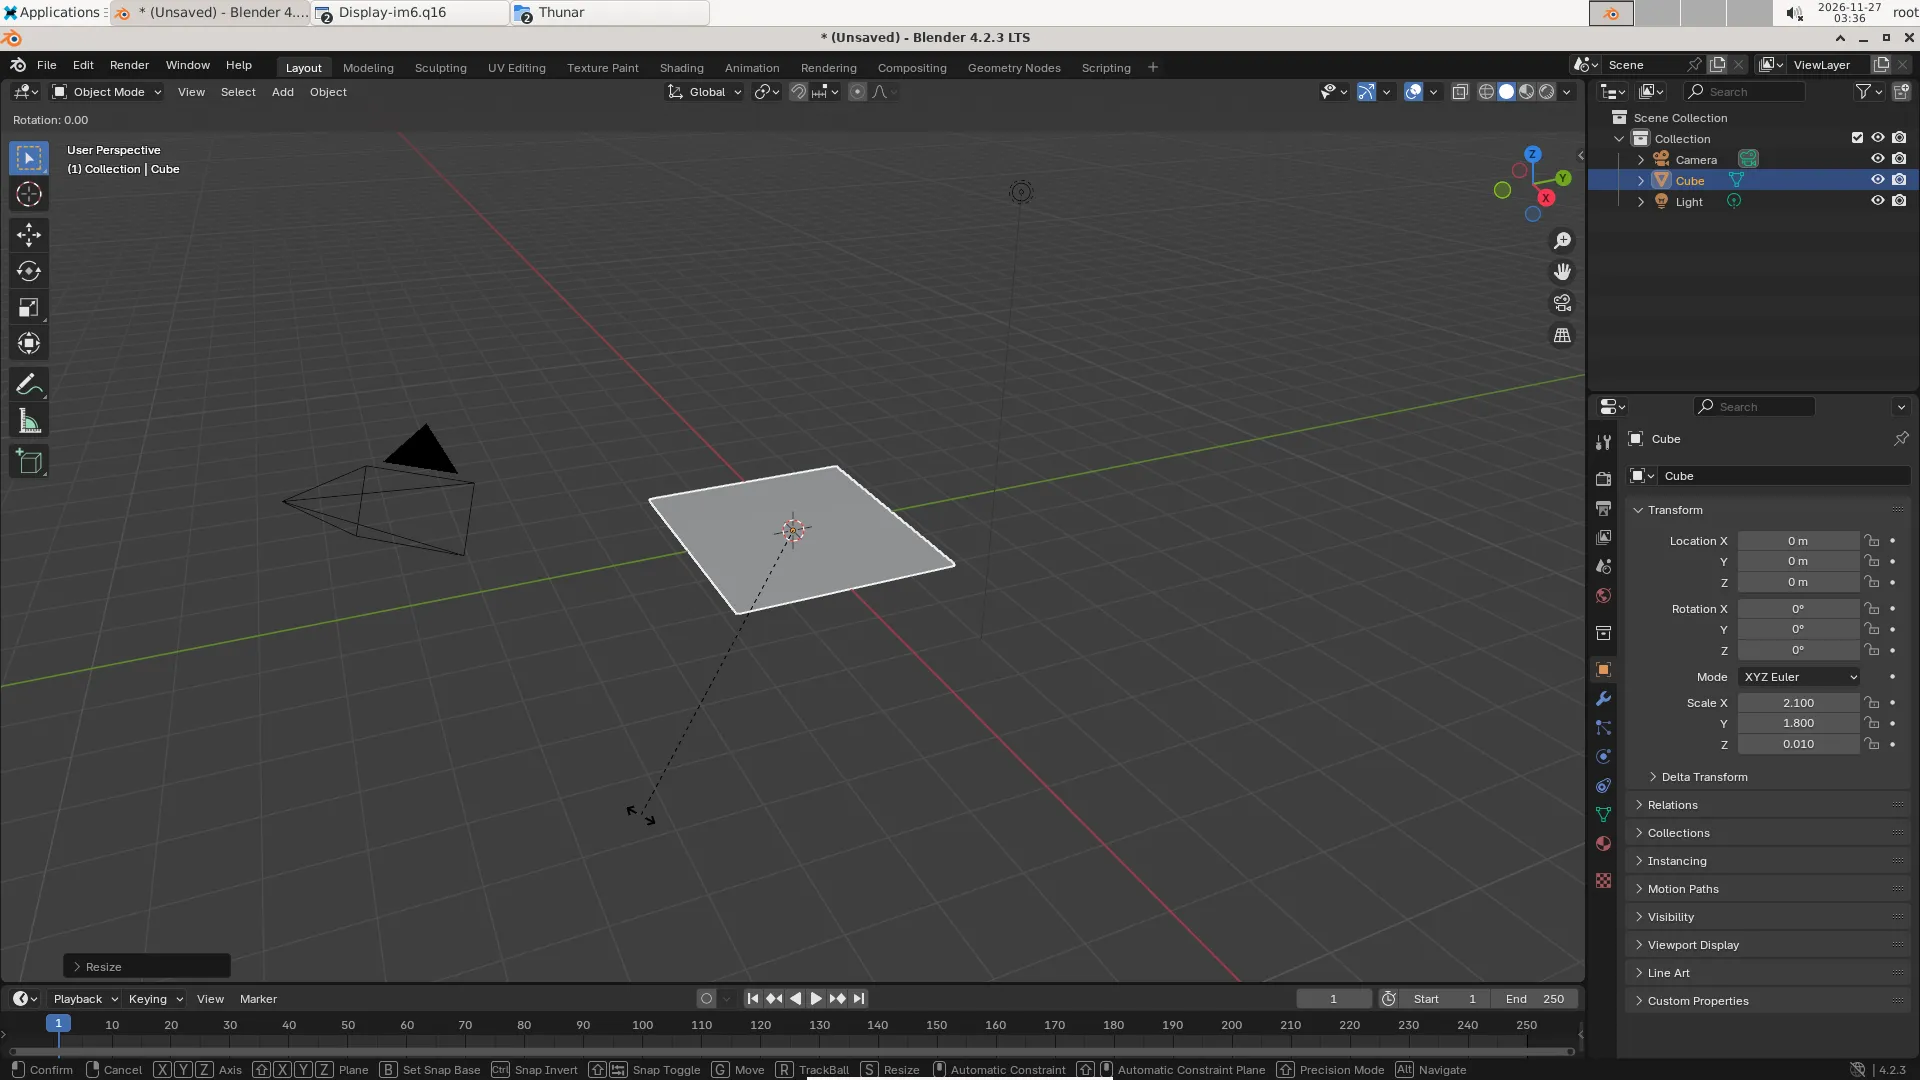 Applications
* (Unsaved) - Blender 4....
2 Display-im6.q16
2 Thunar
2026-11-27
03:36
root
* (Unsaved) - Blender 4.2.3 LTS
File Edit Render Window Help
Layout Modeling Sculpting UV Editing Texture Paint Shading Animation Rendering Compositing Geometry Nodes Scripting
Scene
ViewLayer
Object Mode View Select Add Object
Global
Search
Rotation: 0.00
User Perspective
(1) Collection | Cube
Z
Y
X
Scene Collection
Collection
Camera
Cube
Light
Search
Cube
Cube
Transform
Location X 0 m
Y 0 m
Z 0 m
Rotation X 0°
Y 0°
Z 0°
Mode XYZ Euler
Scale X 2.100
Y 1.800
Z 0.010
Delta Transform
Relations
Collections
Instancing
Motion Paths
Visibility
Viewport Display
Line Art
Custom Properties
Resize
Playback Keying View Marker
1
Start 1
End 250
1 10 20 30 40 50 60 70 80 90 100 110 120 130 140 150 160 170 180 190 200 210 220 230 240 250
Confirm Cancel X Y Z Axis X Y Z Plane B Set Snap Base Ctrl Snap Invert Snap Toggle G Move R TrackBall S Resize Automatic Constraint Automatic Constraint Plane Precision Mode Alt Navigate
4.2.3